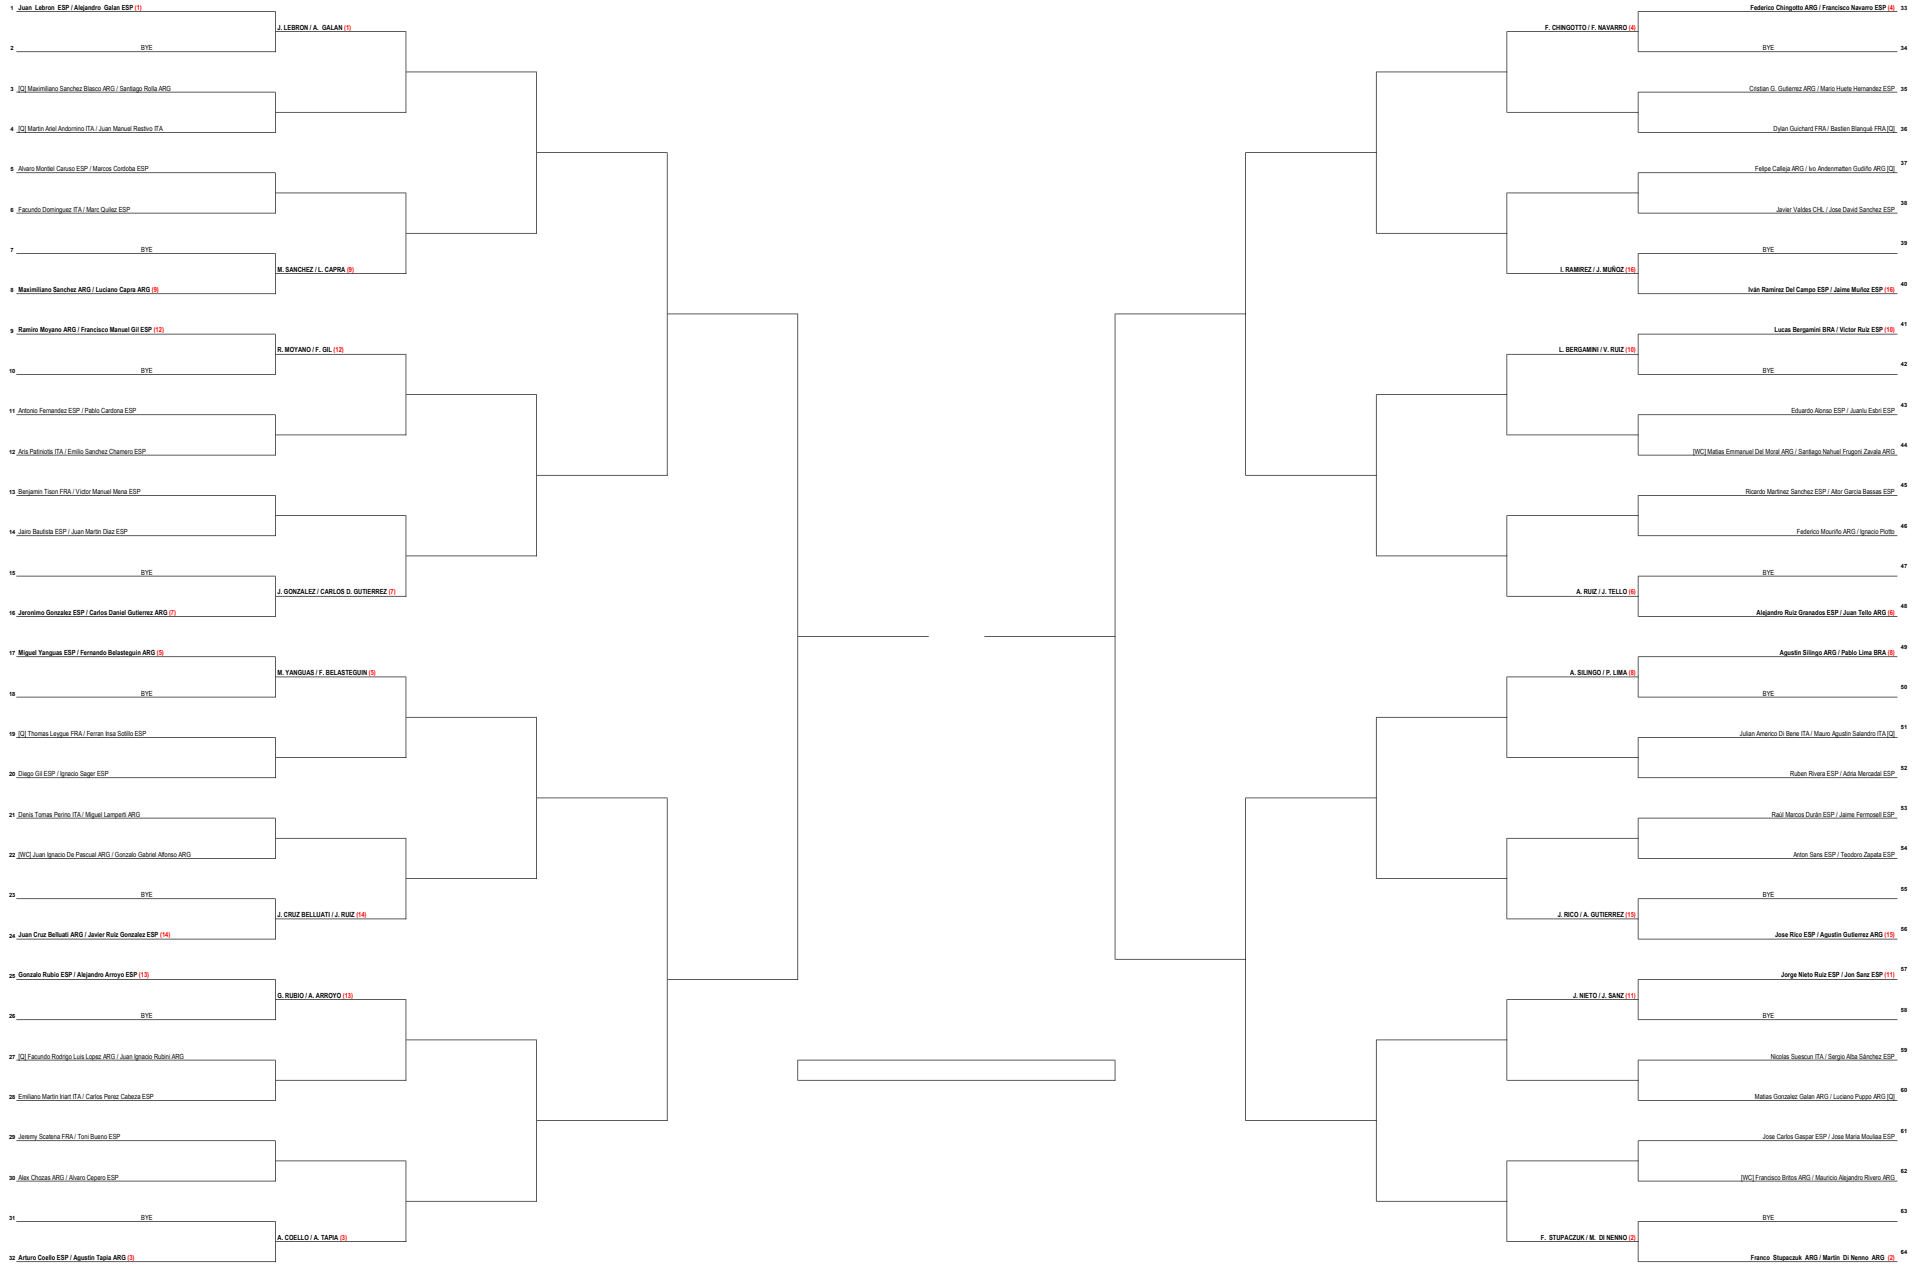 1 Juan Lebron ESP / Alejandro Galan ESP (1)
J. LEBRON / A. GALAN (1)
2 BYE
3 [Q] Maximiliano Sanchez Blasco ARG / Santiago Rolla ARG
4 [Q] Martin Ariel Andornino ITA / Juan Manuel Restivo ITA
5 Alvaro Montiel Caruso ESP / Marcos Cordoba ESP
6 Facundo Dominguez ITA / Marc Quilez ESP
7 BYE
M. SANCHEZ / L. CAPRA (9)
8 Maximiliano Sanchez ARG / Luciano Capra ARG (9)
9 Ramiro Moyano ARG / Francisco Manuel Gil ESP (12)
R. MOYANO / F. GIL (12)
10 BYE
11 Antonio Fernandez ESP / Pablo Cardona ESP
12 Aris Patiniotis ITA / Emilio Sanchez Chamero ESP
13 Benjamin Tison FRA / Victor Manuel Mena ESP
14 Jairo Bautista ESP / Juan Martin Diaz ESP
15 BYE
J. GONZALEZ / CARLOS D. GUTIERREZ (7)
16 Jeronimo Gonzalez ESP / Carlos Daniel Gutierrez ARG (7)
17 Miguel Yanguas ESP / Fernando Belasteguin ARG (5)
M. YANGUAS / F. BELASTEGUIN (5)
18 BYE
19 [Q] Thomas Leygue FRA / Ferran Insa Sotillo ESP
20 Diego Gil ESP / Ignacio Sager ESP
21 Denis Tomas Perino ITA / Miguel Lamperti ARG
22 [WC] Juan Ignacio De Pascual ARG / Gonzalo Gabriel Alfonso ARG
23 BYE
J. CRUZ BELLUATI / J. RUIZ (14)
24 Juan Cruz Belluati ARG / Javier Ruiz Gonzalez ESP (14)
25 Gonzalo Rubio ESP / Alejandro Arroyo ESP (13)
G. RUBIO / A. ARROYO (13)
26 BYE
27 [Q] Facundo Rodrigo Luis Lopez ARG / Juan Ignacio Rubini ARG
28 Emiliano Martin Iriart ITA / Carlos Perez Cabeza ESP
29 Jeremy Scatena FRA / Toni Bueno ESP
30 Alex Chozas ARG / Alvaro Cepero ESP
31 BYE
A. COELLO / A. TAPIA (3)
32 Arturo Coello ESP / Agustin Tapia ARG (3)
Federico Chingotto ARG / Francisco Navarro ESP (4) 33
F. CHINGOTTO / F. NAVARRO (4)
BYE 34
Cristian G. Gutierrez ARG / Mario Huete Hernandez ESP 35
Dylan Guichard FRA / Bastien Blanqué FRA [Q] 36
Felipe Calleja ARG / Ivo Andenmatten Gudiño ARG [Q] 37
Javier Valdes CHL / Jose David Sanchez ESP 38
BYE 39
I. RAMIREZ / J. MUÑOZ (16)
Iván Ramirez Del Campo ESP / Jaime Muñoz ESP (16) 40
Lucas Bergamini BRA / Victor Ruiz ESP (10) 41
L. BERGAMINI / V. RUIZ (10)
BYE 42
Eduardo Alonso ESP / Juanlu Esbri ESP 43
[WC] Matias Emmanuel Del Moral ARG / Santiago Nahuel Frugoni Zavala ARG 44
Ricardo Martinez Sanchez ESP / Aitor Garcia Bassas ESP 45
Federico Mouriño ARG / Ignacio Piotto 46
BYE 47
A. RUIZ / J. TELLO (6)
Alejandro Ruiz Granados ESP / Juan Tello ARG (6) 48
Agustin Silingo ARG / Pablo Lima BRA (8) 49
A. SILINGO / P. LIMA (8)
BYE 50
Julian Americo Di Bene ITA / Mauro Agustin Salandro ITA [Q] 51
Ruben Rivera ESP / Adria Mercadal ESP 52
Raúl Marcos Durán ESP / Jaime Fermosell ESP 53
Anton Sans ESP / Teodoro Zapata ESP 54
BYE 55
J. RICO / A. GUTIERREZ (15)
Jose Rico ESP / Agustin Gutierrez ARG (15) 56
Jorge Nieto Ruiz ESP / Jon Sanz ESP (11) 57
J. NIETO / J. SANZ (11)
BYE 58
Nicolas Suescun ITA / Sergio Alba Sánchez ESP 59
Matias Gonzalez Galan ARG / Luciano Puppo ARG [Q] 60
Jose Carlos Gaspar ESP / Jose Maria Mouliaa ESP 61
[WC] Francisco Britos ARG / Mauricio Alejandro Rivero ARG 62
BYE 63
F. STUPACZUK / M. DI NENNO (2)
Franco Stupaczuk ARG / Martin Di Nenno ARG (2) 64